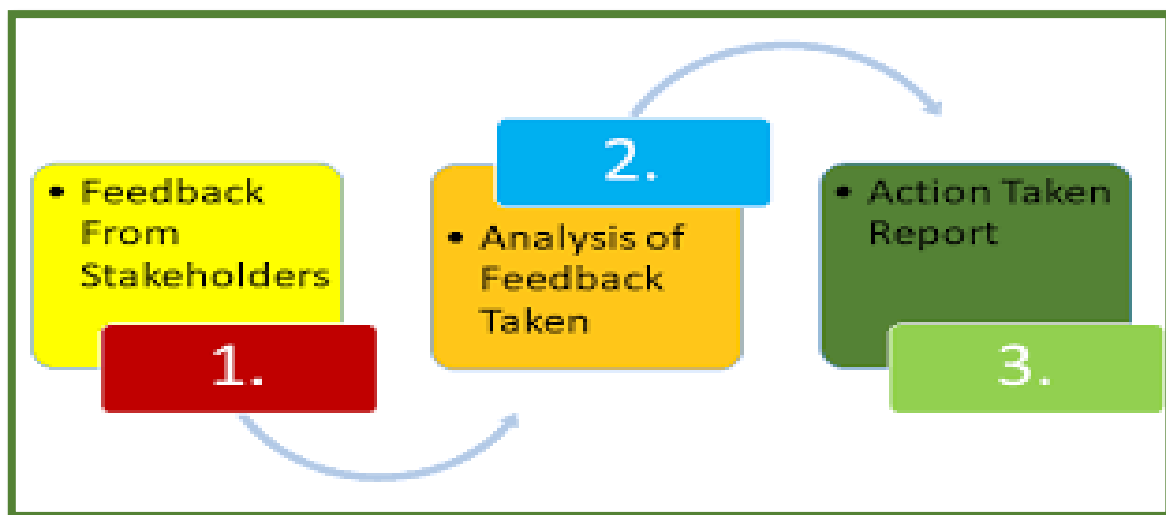 • Feedback
From
Stakeholders
1.
2.
• Analysis of
Feedback
Taken
• Action Taken
Report
3.